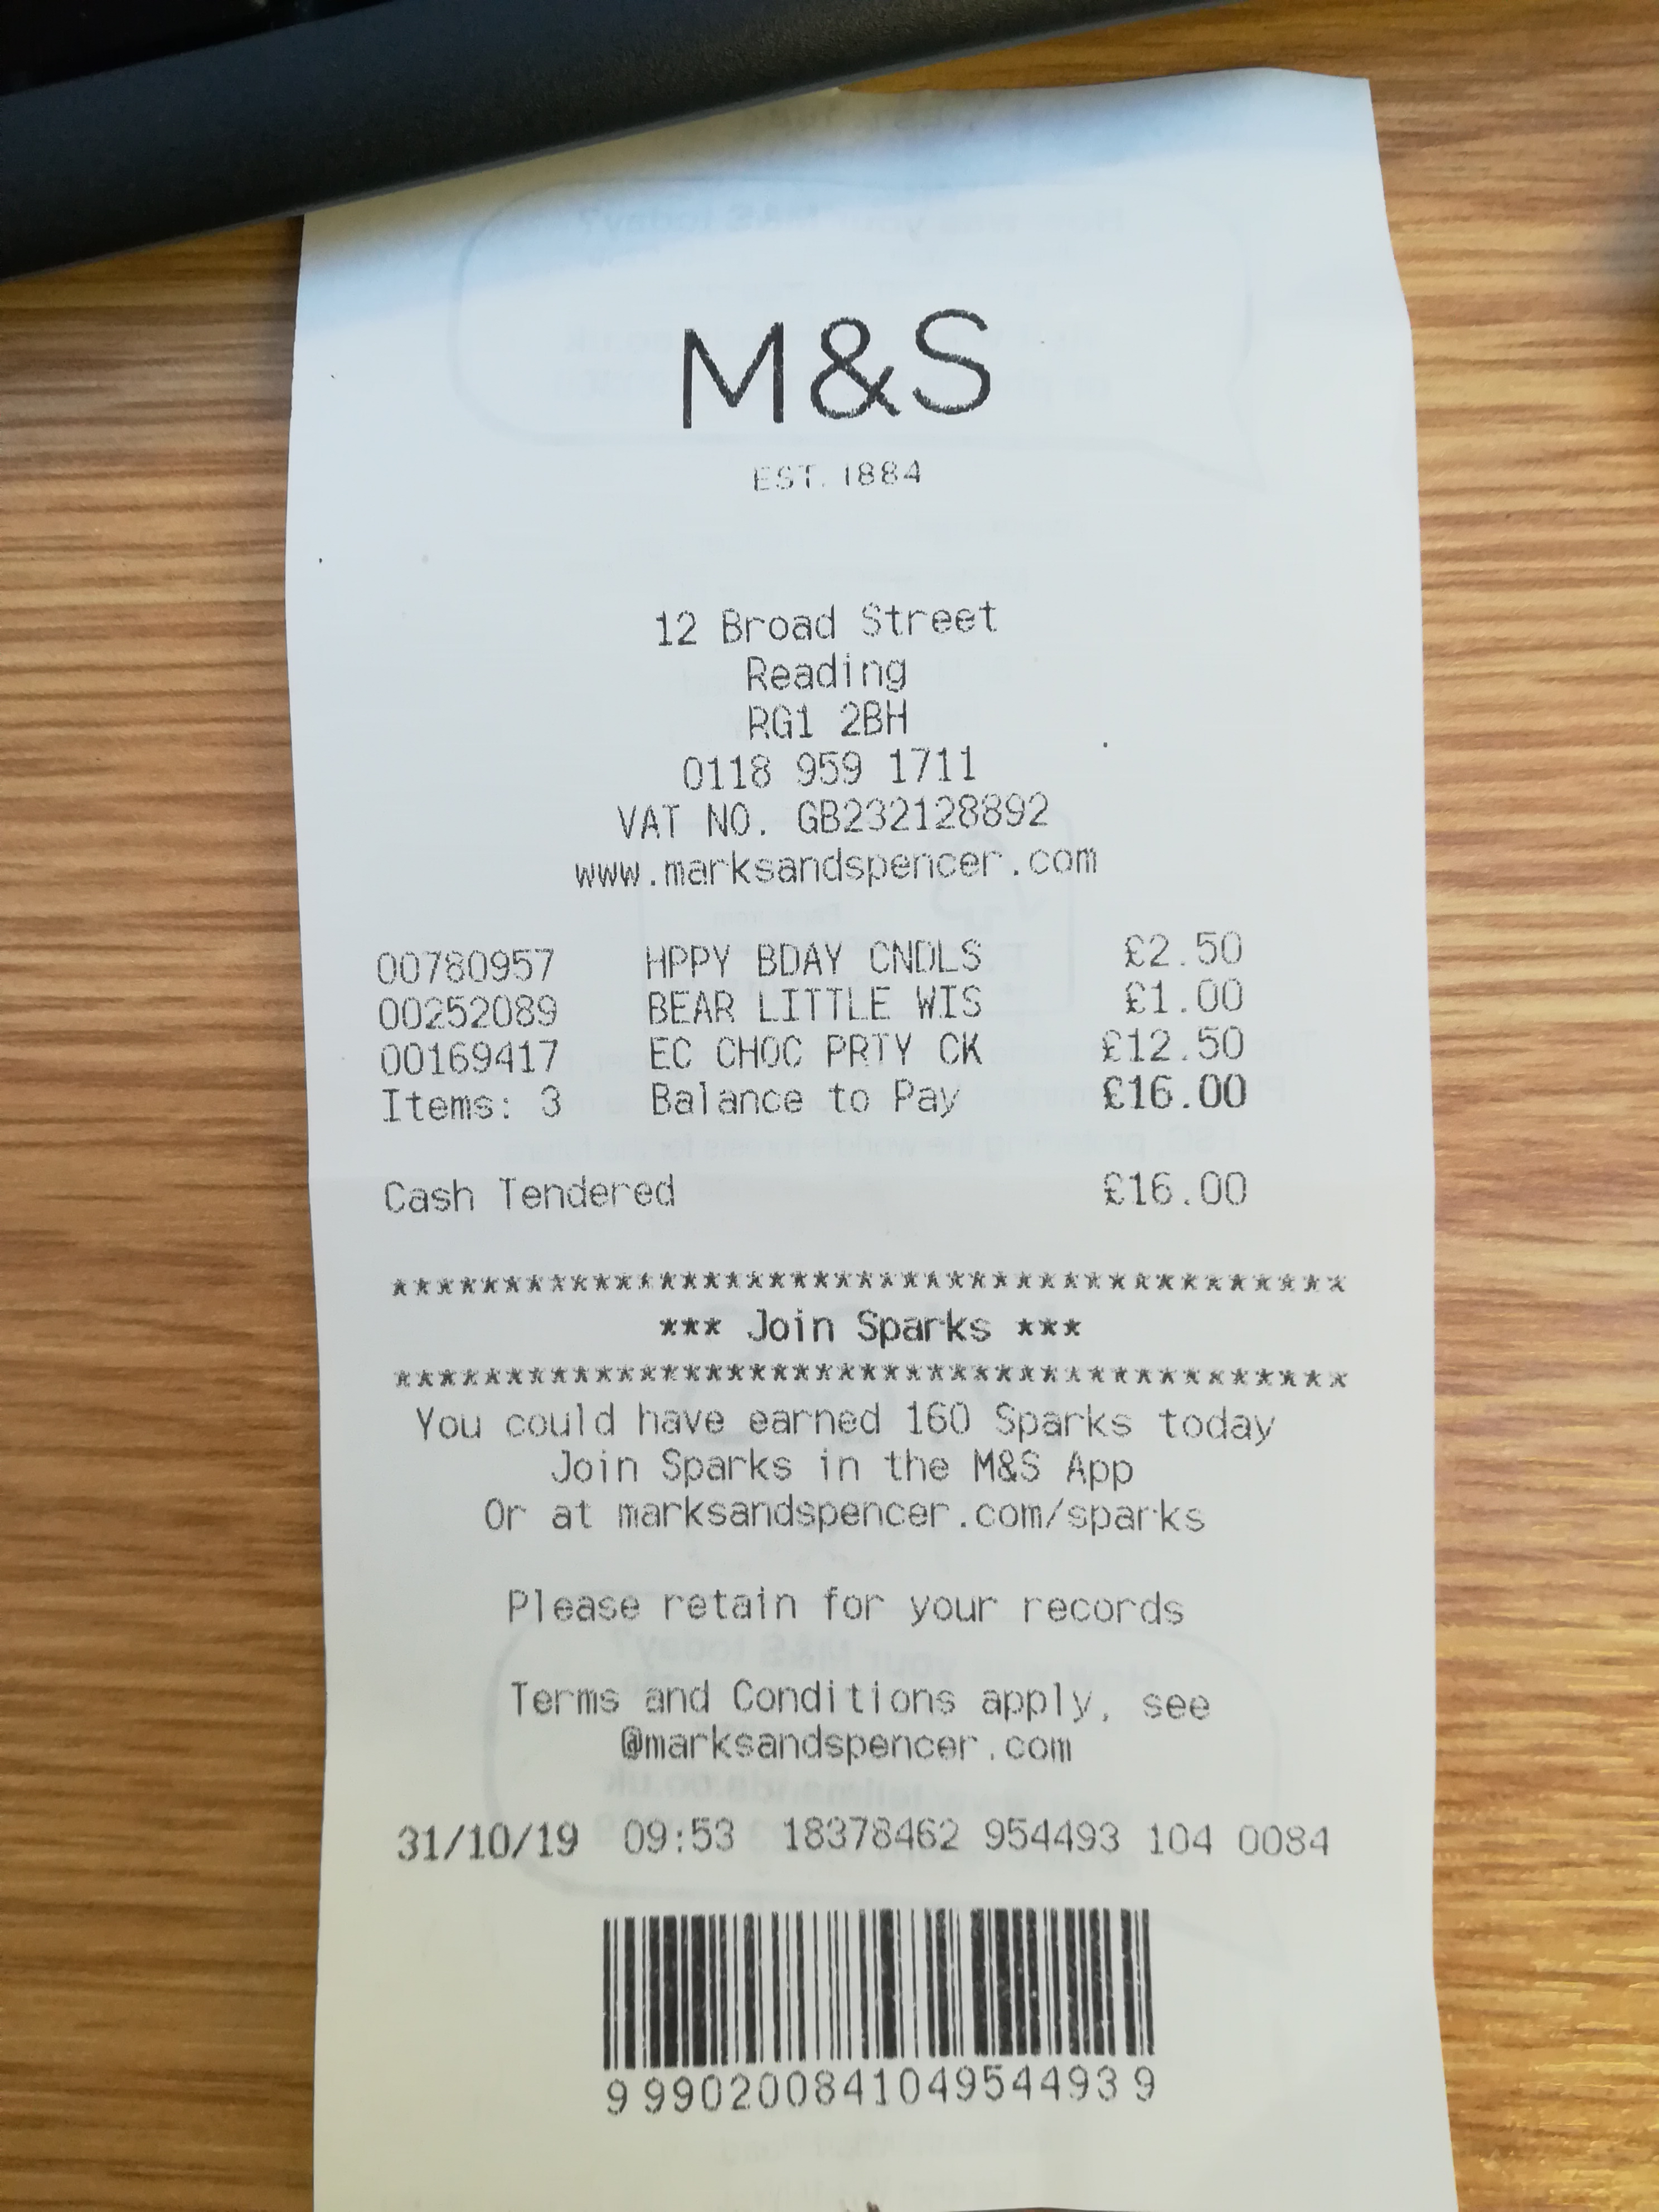 M&S
EST. 1884
12 Broad Street
Reading
RG1 2BH
0118 959 1711
VAT NO. GB232128892
www.marksandspencer.com
00780957 HPPY BDAY CNDLS £2.50
00252089 BEAR LITTLE WIS £1.00
00169417 EC CHOC PRTY CK £12.50
Items: 3 Balance to Pay £16.00
Cash Tendered £16.00
*******************************************
*** Join Sparks ***
*******************************************
You could have earned 160 Sparks today
Join Sparks in the M&S App
Or at marksandspencer.com/sparks
Please retain for your records
Terms and Conditions apply, see
@marksandspencer.com
31/10/19 09:53 18378462 954493 104 0084
9 99020084104954493 9